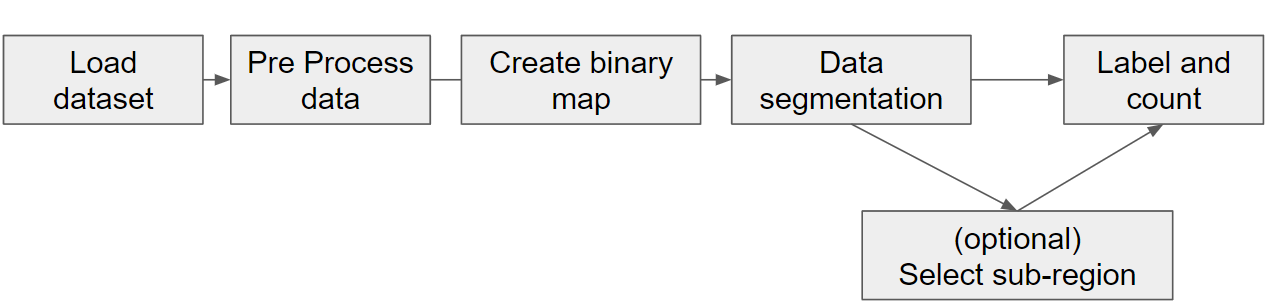 Load
dataset
Pre Process
data
Create binary
map
Data
segmentation
Label and
count
(optional)
Select sub-region